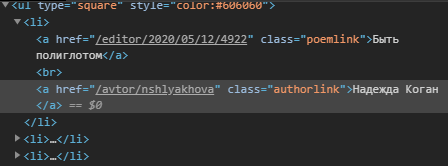 <ul type="square" style="color:#606060">
<li>
<a href="/editor/2020/05/12/4922" class="poemlink">Быть
полиглотом</a>
<br>
<a href="/avtor/nshlyakhova" class="authorlink">Надежда Коган
</a> == $0
</li>
<li>…</li>
<li>…</li>